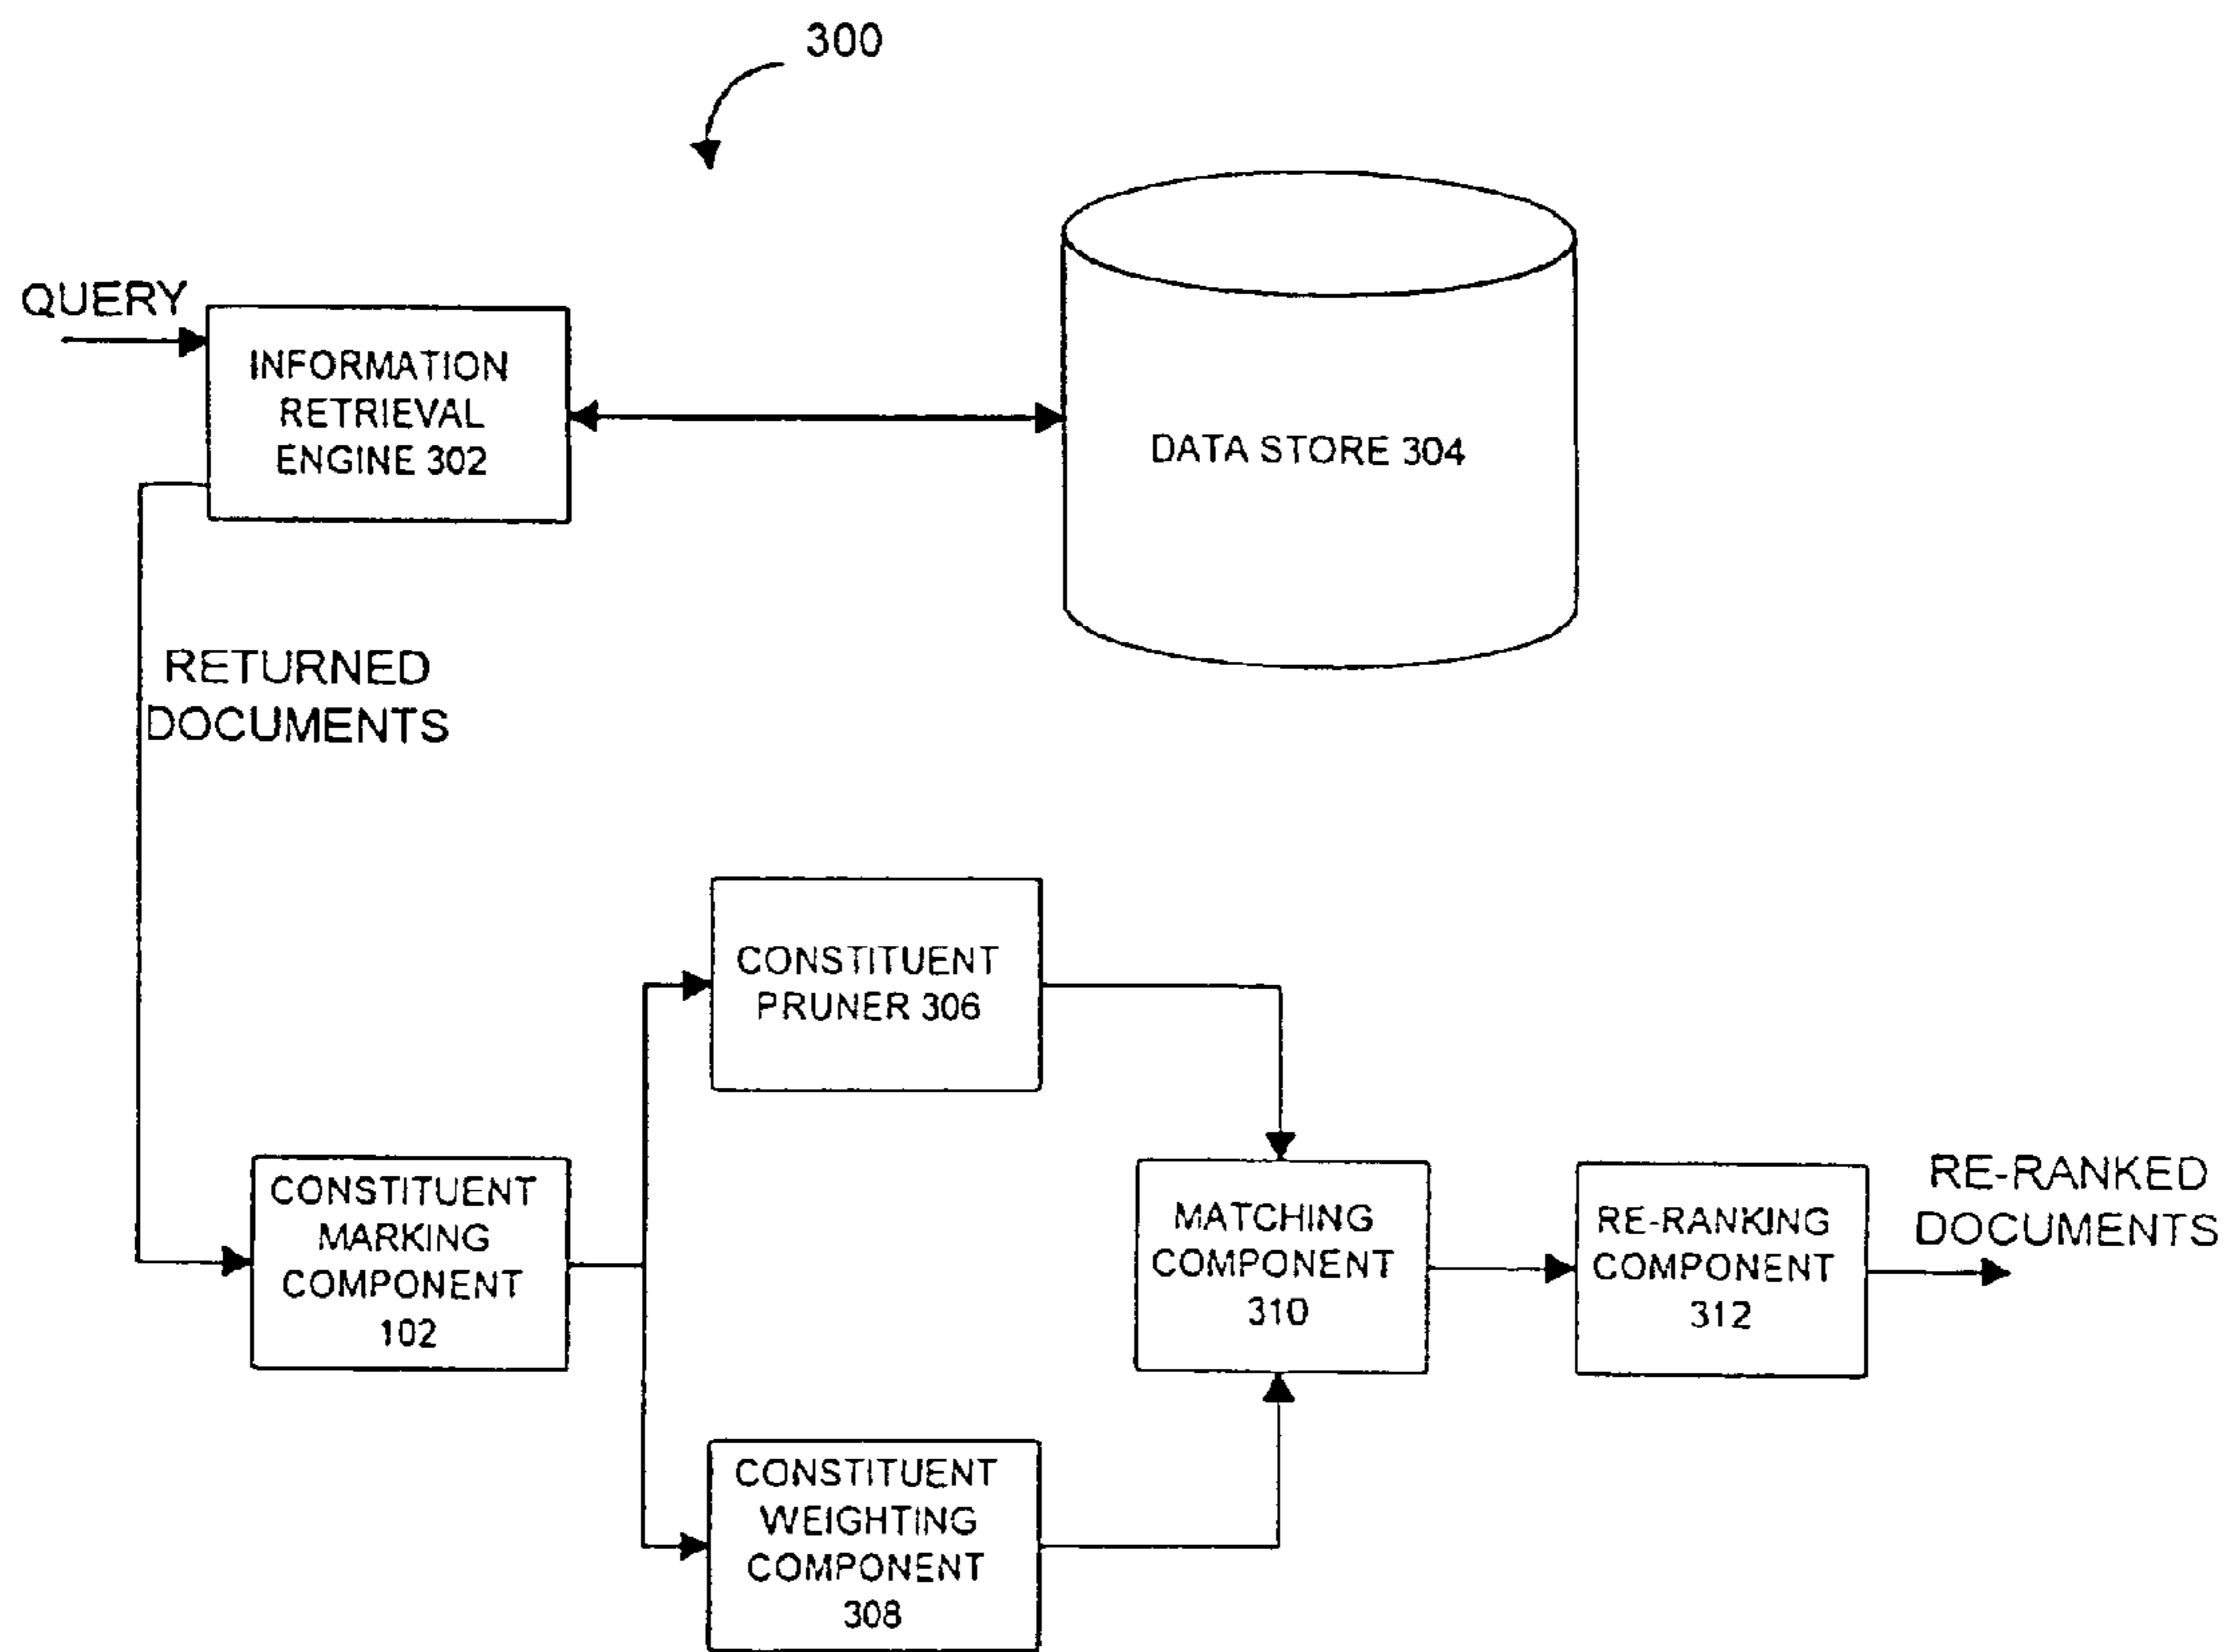 300
QUERY
INFORMATION
RETRIEVAL
ENGINE 302
DATA STORE 304
RETURNED
DOCUMENTS
CONSTITUENT
PRUNER 306
CONSTITUENT
MARKING
COMPONENT
102
MATCHING
COMPONENT
310
RE-RANKING
COMPONENT
312
RE-RANKED
DOCUMENTS
CONSTITUENT
WEIGHTING
COMPONENT
308